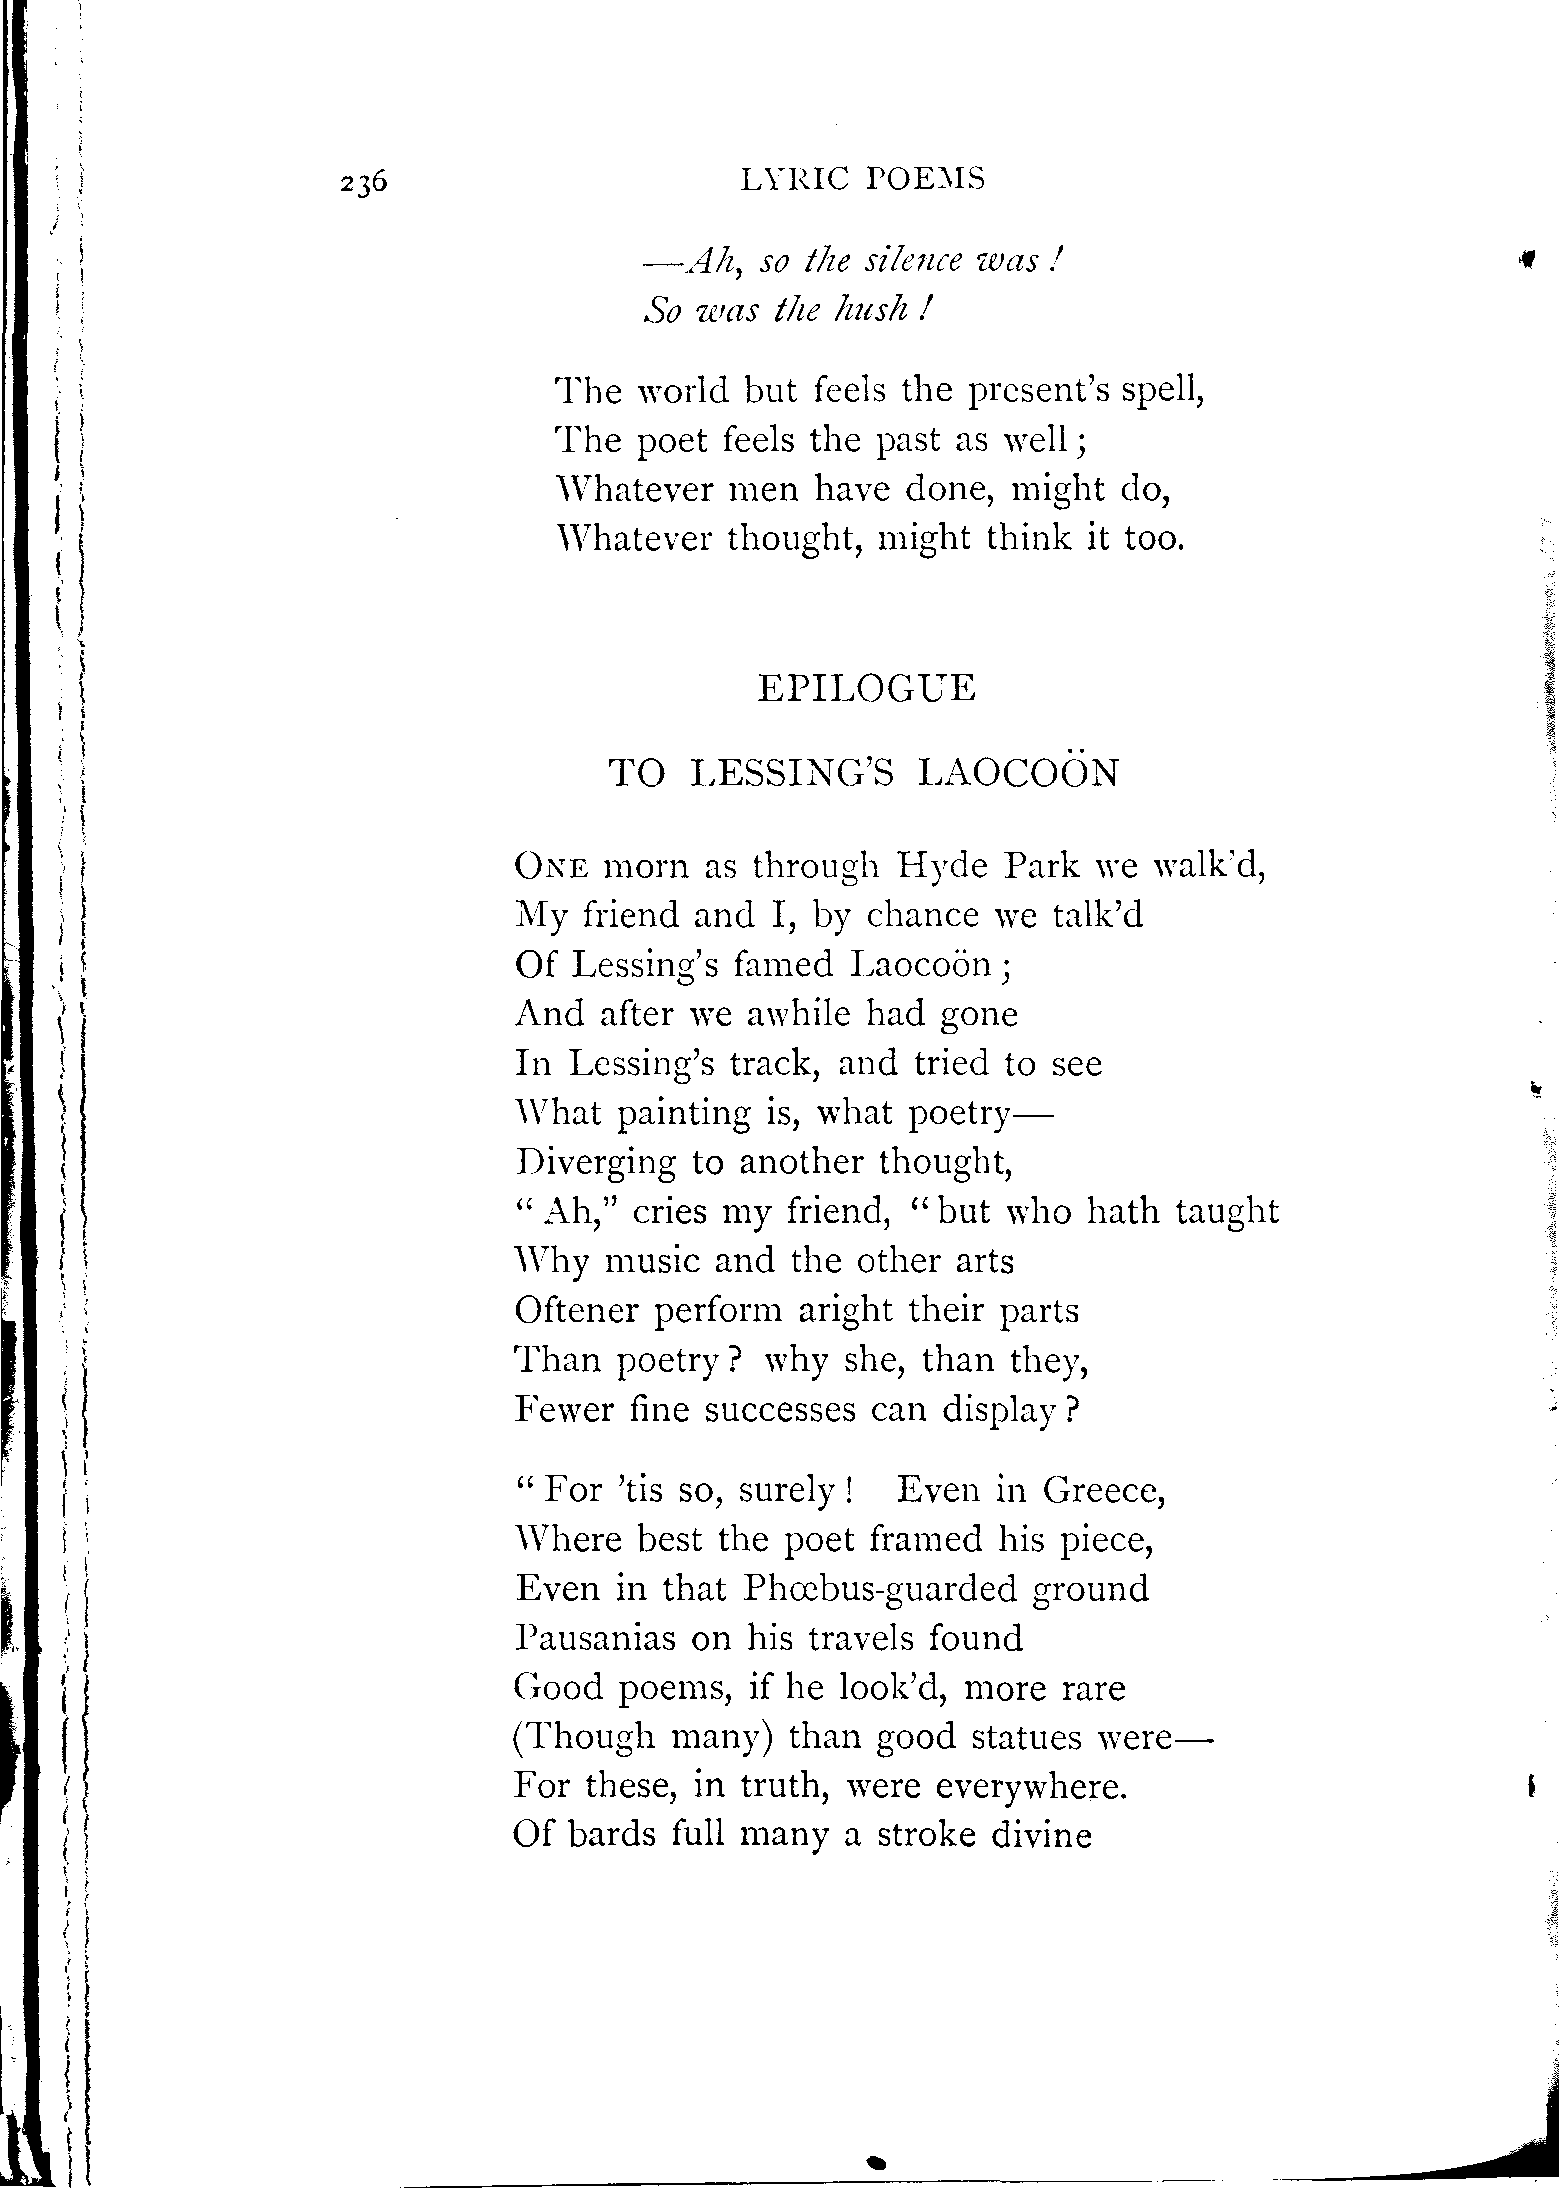 236 LYRIC POEMS
—Ah, so the silence was !
So was the hush !
The world but feels the present's spell,
The poet feels the past as well ;
Whatever men have done, might do,
Whatever thought, might think it too.
EPILOGUE
TO LESSING'S LAOCOÖN
ONE morn as through Hyde Park we walk'd,
My friend and I, by chance we talk'd
Of Lessing's famed Laocoön ;
And after we awhile had gone
In Lessing's track, and tried to see
What painting is, what poetry—
Diverging to another thought,
“ Ah,” cries my friend, “ but who hath taught
Why music and the other arts
Oftener perform aright their parts
Than poetry ? why she, than they,
Fewer fine successes can display ?
“ For 'tis so, surely ! Even in Greece,
Where best the poet framed his piece,
Even in that Phœbus-guarded ground
Pausanias on his travels found
Good poems, if he look'd, more rare
(Though many) than good statues were—
For these, in truth, were everywhere.
Of bards full many a stroke divine